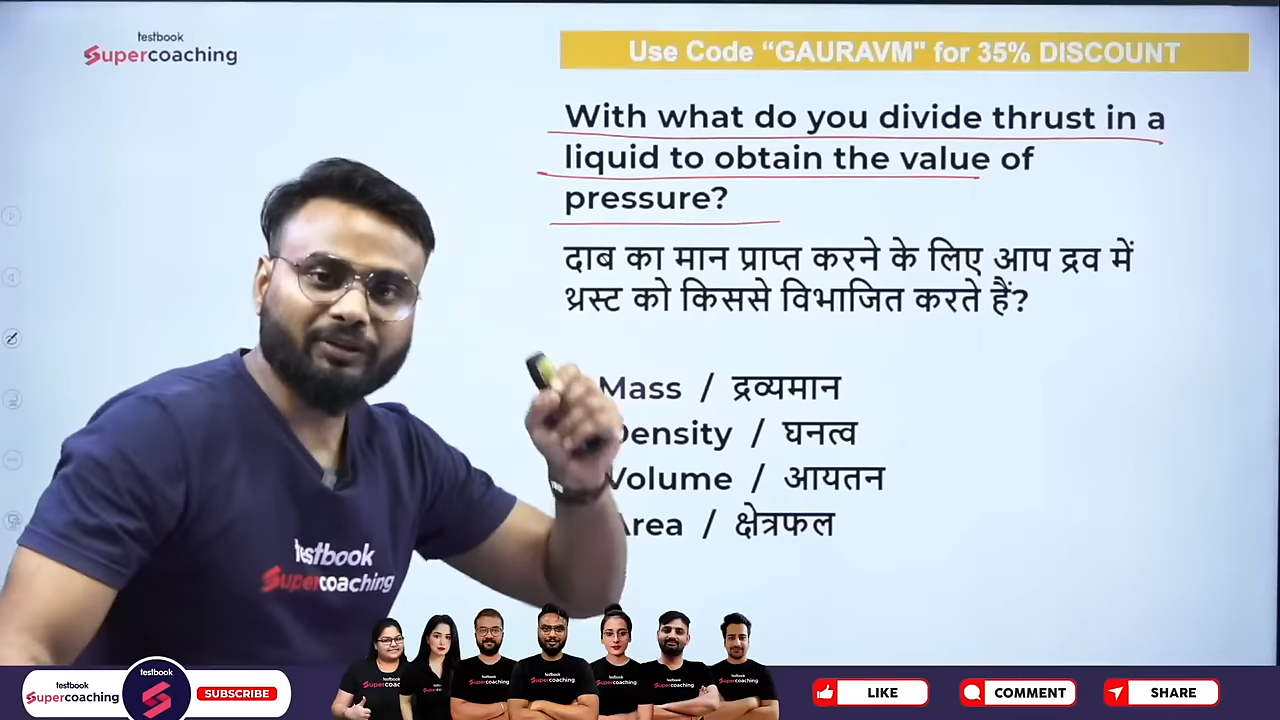 testbook
Supercoaching
Use Code “GAURAVM" for 35% DISCOUNT
With what do you divide thrust in a
liquid to obtain the value of
pressure?
दाब का मान प्राप्त करने के लिए आप द्रव में
थ्रस्ट को किससे विभाजित करते हैं?
Mass / द्रव्यमान
Density / घनत्व
Volume / आयतन
Area / क्षेत्रफल
testbook
Supercoaching
testbook
Supercoaching
testbook
SUBSCRIBE
LIKE
COMMENT
SHARE